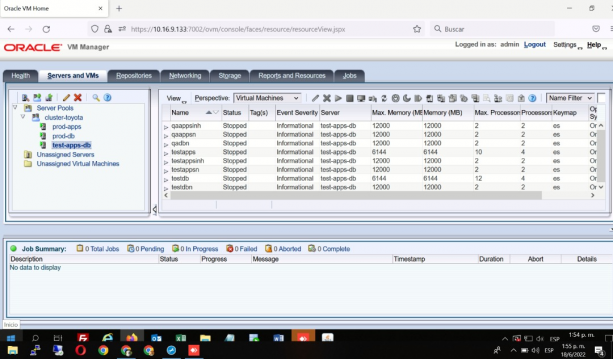 Oracle VM Home
https://10.16.9.133:7002/ovm/console/faces/resource/resourceView.jspx
Buscar
ORACLE VM Manager
Logged in as: admin Logout Settings Help
Health Servers and VMs Repositories Networking Storage Reports and Resources Jobs
View Perspective: Virtual Machines Name Filter
Server Pools
cluster-toyota
prod-apps
prod-db
test-apps-db
Unassigned Servers
Unassigned Virtual Machines
Name Status Tag(s) Event Severity Server Max. Memory (ME Memory (MB) Max. Processors Processors Keymap Op Sy
qaappsinh Stopped Informational test-apps-db 12000 12000 2 2 es Or
qaappsn Stopped Informational test-apps-db 12000 12000 2 2 es Or
qadbn Stopped Informational test-apps-db 12000 12000 2 2 es Or
testapps Stopped Informational test-apps-db 6144 6144 10 4 es Or
testappsinh Stopped Informational test-apps-db 12000 12000 2 2 es Or
testappsn Stopped Informational test-apps-db 12000 12000 2 2 es Or
testdb Stopped Informational test-apps-db 6144 6144 12 4 es Or
testdbn Stopped Informational test-apps-db 12000 12000 2 2 es Or
Job Summary: 0 Total Jobs 0 Pending 0 In Progress 0 Failed 0 Aborted 0 Complete
Description Status Progress Message Timestamp Duration Abort Details
No data to display
Inicio
ESP 1:54 p. m.
18/6/2022
ESP 1:55 p. m.